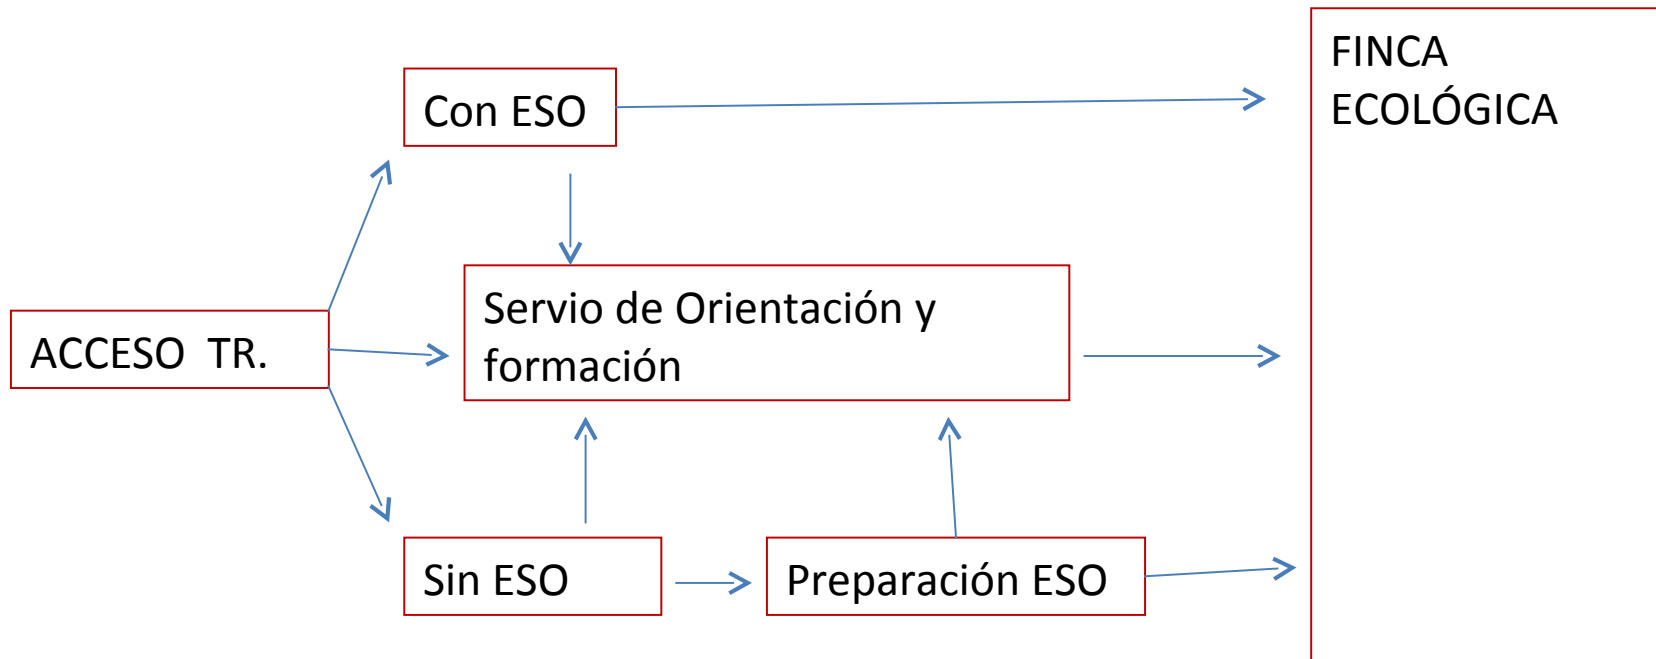 FINCA
ECOLÓGICA
Con ESO
Servio de Orientación y
formación
ACCESO TR.
Sin ESO
Preparación ESO